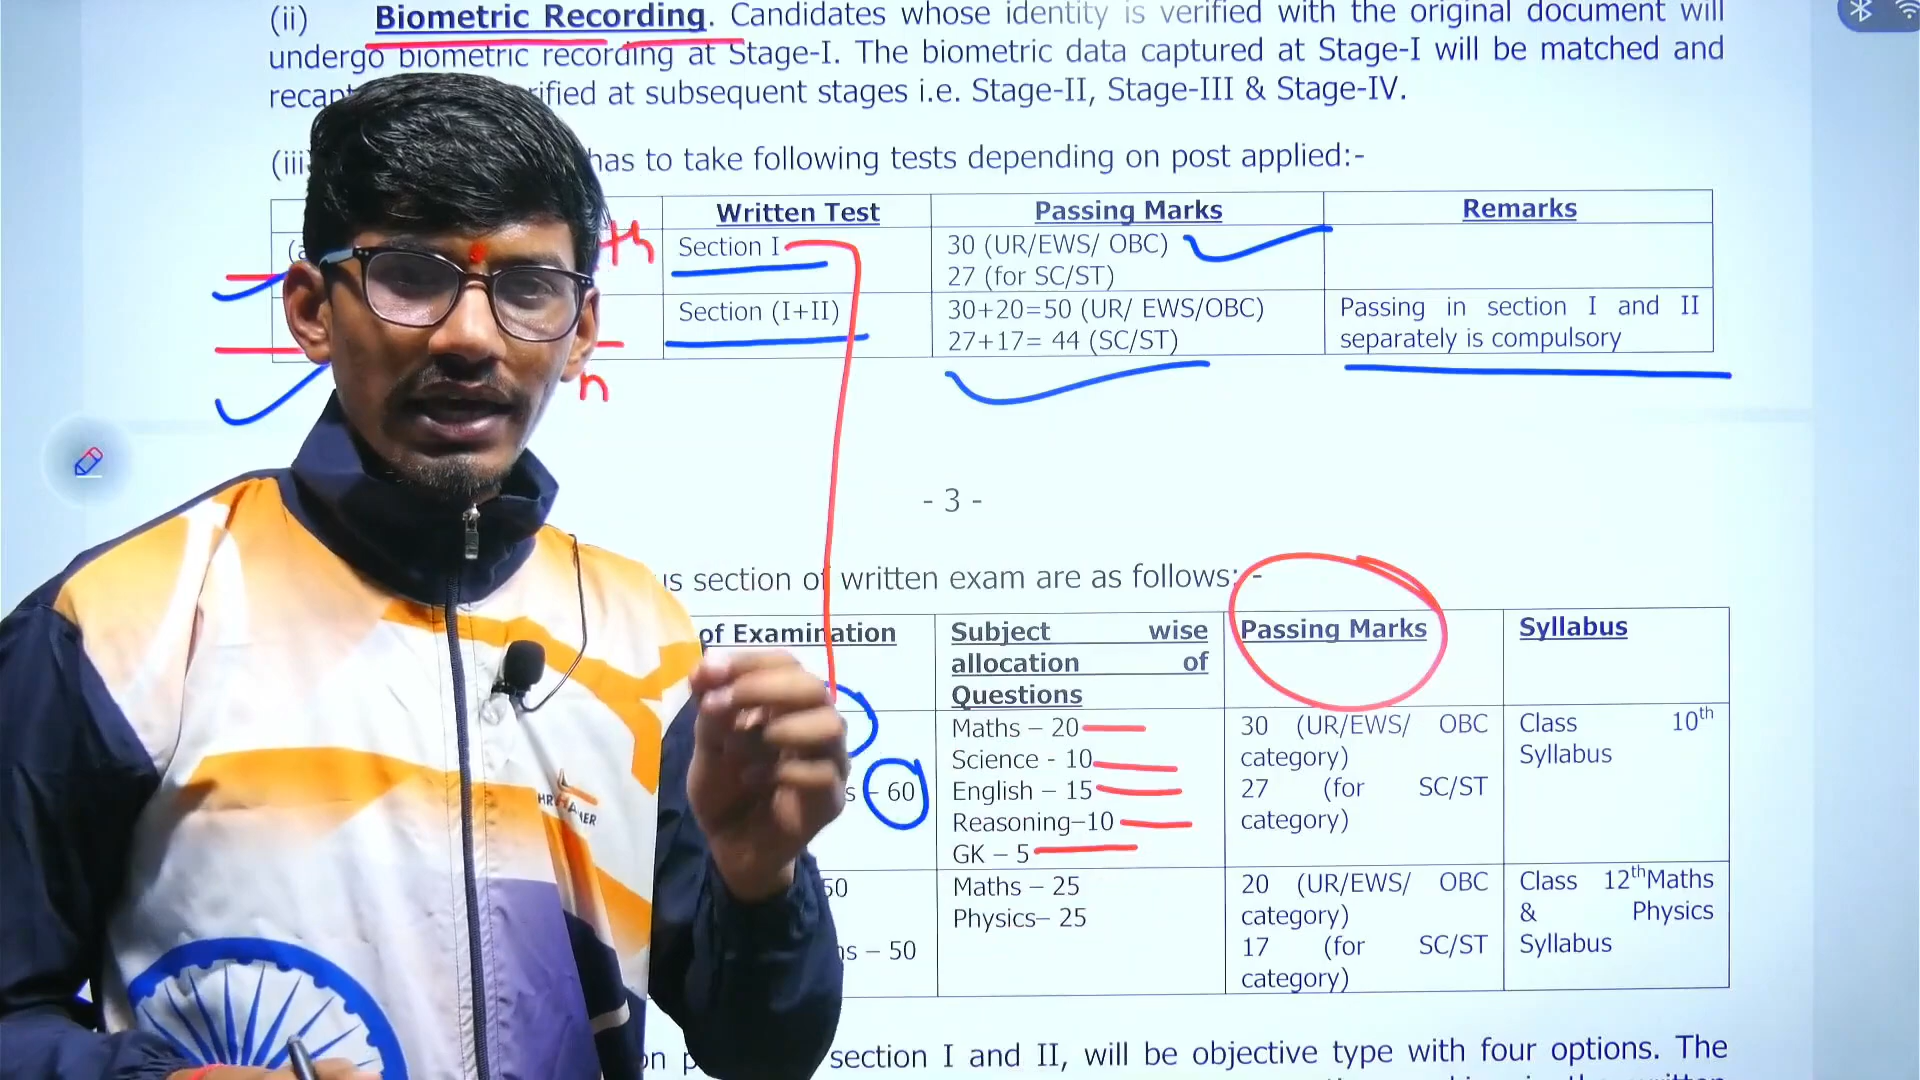 (ii) Biometric Recording. Candidates whose identity is verified with the original document will
undergo biometric recording at Stage-I. The biometric data captured at Stage-I will be matched and
at subsequent stages i.e. Stage-II, Stage-III & Stage-IV.
has to take following tests depending on post applied:-
Written Test Passing Marks Remarks
th Section I 30 (UR/EWS/ OBC)
27 (for SC/ST)
Section (I+II) 30+20=50 (UR/ EWS/OBC) Passing in section I and II
27+17= 44 (SC/ST) separately is compulsory
n
- 3 -
section of written exam are as follows: -
of Examination Subject wise Passing Marks Syllabus
allocation of
Questions
Maths – 20 30 (UR/EWS/ OBC Class 10th
Science - 10 category) Syllabus
– 60 English – 15 27 (for SC/ST
Reasoning–10 category)
GK – 5
50 Maths – 25 20 (UR/EWS/ OBC Class 12thMaths
Physics– 25 category) & Physics
– 50 17 (for SC/ST Syllabus
category)
section I and II, will be objective type with four options. The